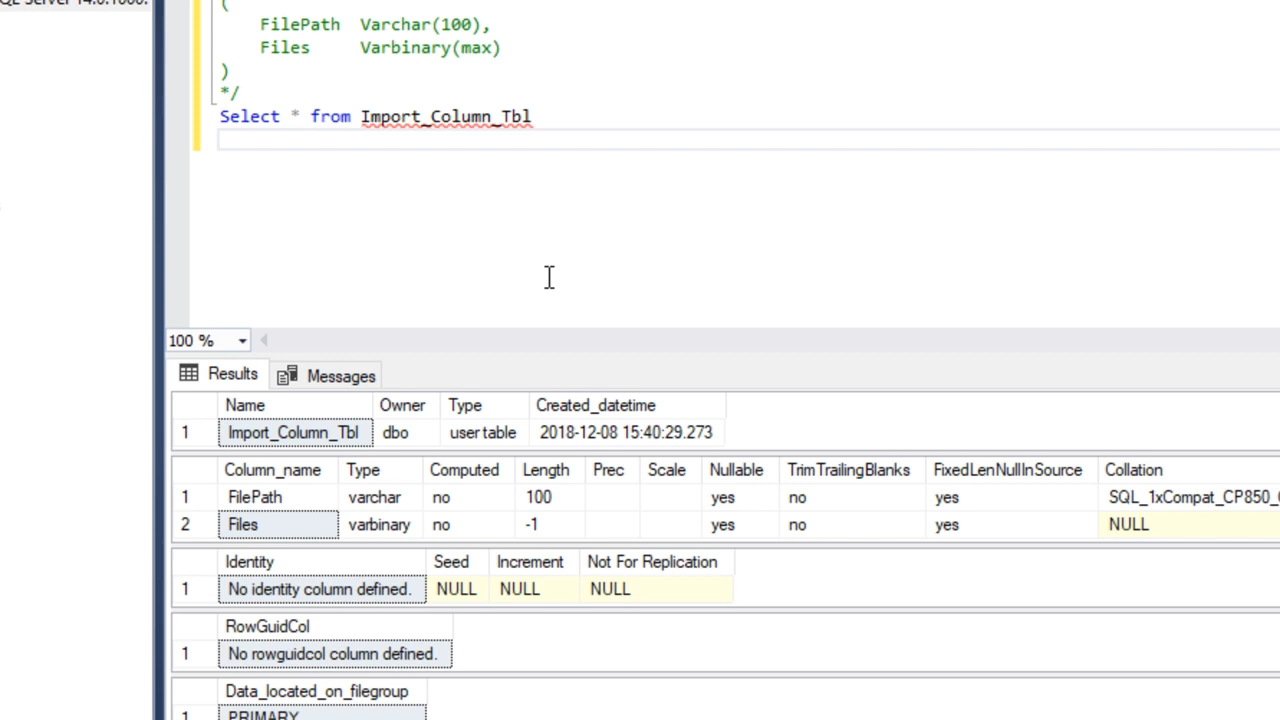 (
FilePath Varchar(100),
Files Varbinary(max)
)
*/
Select * from Import_Column_Tbl
100 %
Results Messages
Name Owner Type Created_datetime
1 Import_Column_Tbl dbo user table 2018-12-08 15:40:29.273
Column_name Type Computed Length Prec Scale Nullable TrimTrailingBlanks FixedLenNullInSource Collation
1 FilePath varchar no 100 yes no yes SQL_1xCompat_CP850_
2 Files varbinary no -1 yes no yes NULL
Identity Seed Increment Not For Replication
1 No identity column defined. NULL NULL NULL
RowGuidCol
1 No rowguidcol column defined.
Data_located_on_filegroup
1 PRIMARY